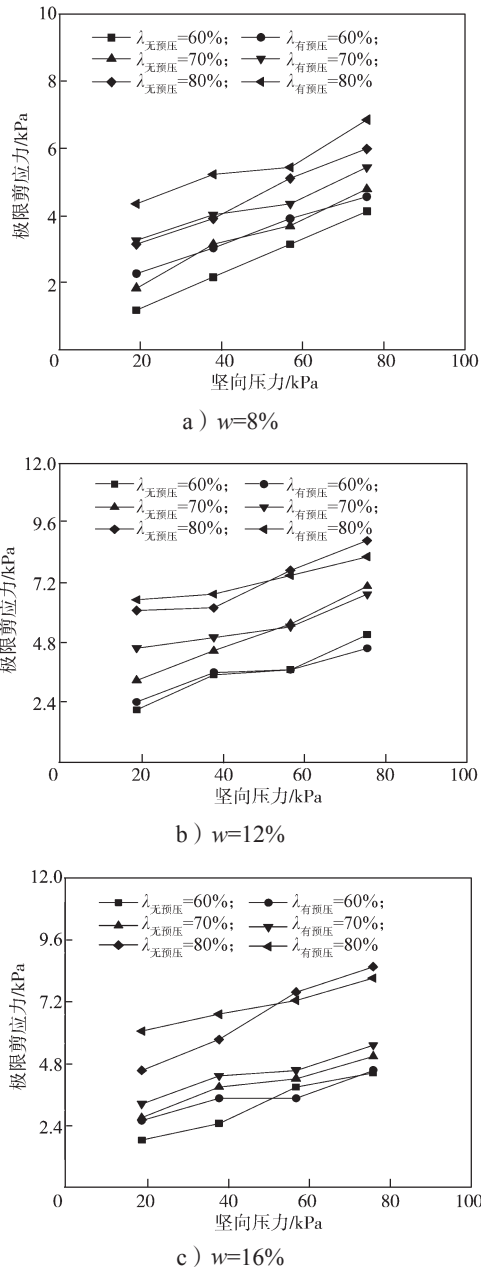 10
λ无预压=60%; λ有预压=60%;
8
λ无预压=70%; λ有预压=70%;
λ无预压=80%; λ有预压=80%
6
极限剪应力/kPa
4
2
0 20 40 60 80 100
竖向压力/kPa
a）w=8%
12.0
λ无预压=60%; λ有预压=60%;
λ无预压=70%; λ有预压=70%;
9.6
λ无预压=80%; λ有预压=80%
7.2
极限剪应力/kPa
4.8
2.4
0 20 40 60 80 100
竖向压力/kPa
b）w=12%
12.0
λ无预压=60%; λ有预压=60%;
λ无预压=70%; λ有预压=70%;
9.6
λ无预压=80%; λ有预压=80%
7.2
极限剪应力/kPa
4.8
2.4
0 20 40 60 80 100
竖向压力/kPa
c）w=16%